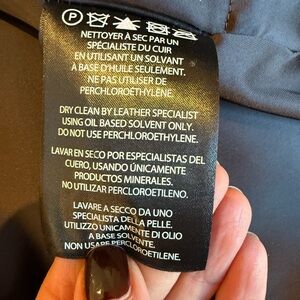 P
NETTOYER À SEC PAR UN
SPÉCIALISTE DU CUIR
EN UTILISANT UN SOLVANT
À BASE D'HUILE SEULEMENT.
NE PAS UTILISER DE
PERCHLOROÉTHYLÈNE.
DRY CLEAN BY LEATHER SPECIALIST
USING OIL BASED SOLVENT ONLY.
DO NOT USE PERCHLOROETHYLENE.
LAVAR EN SECO POR ESPECIALISTAS DEL
CUERO, USANDO ÚNICAMENTE
PRODUCTOS MINERALES.
NO UTILIZAR PERCLOROETILENO.
LAVARE A SECCO DA UNO
SPECIALISTA DELLA PELLE.
UTILIZZO UNICAMENTE DI OLIO
A BASE SOLVENTE.
NON USARE PERCLOROETILENE.